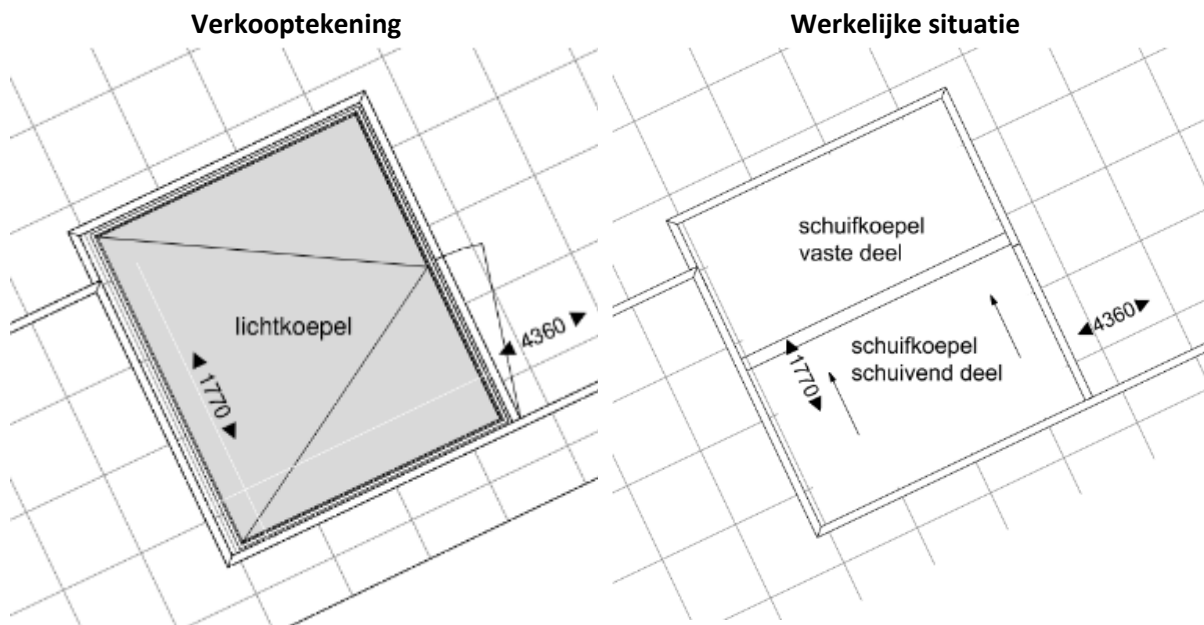 Verkooptekening
lichtkoepel
◀ 1770 ▶
◀ 4360 ▶
Werkelijke situatie
schuifkoepel
vaste deel
schuifkoepel
schuivend deel
◀ 1770 ▶
◀ 4360 ▶